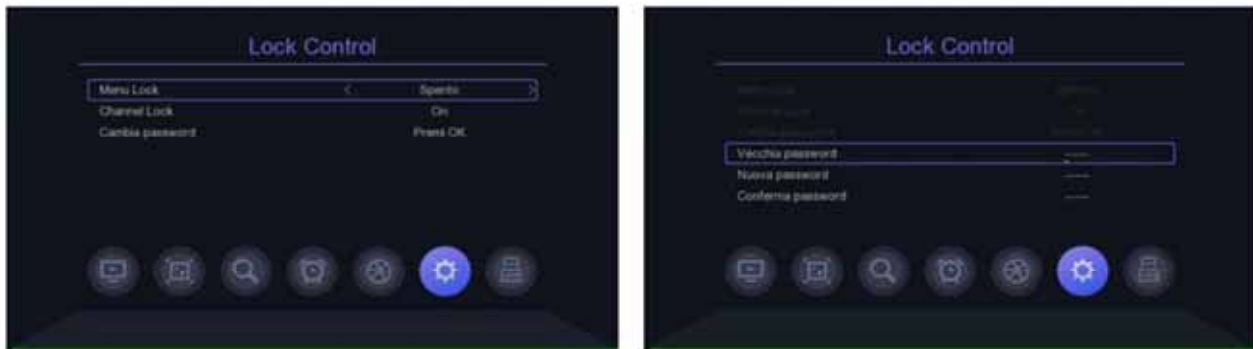 Lock Control
Menu Lock < Spento >
Channel Lock On
Cambia password Premi OK
Lock Control
Vecchia password ----
Nuova password ----
Conferma password ----